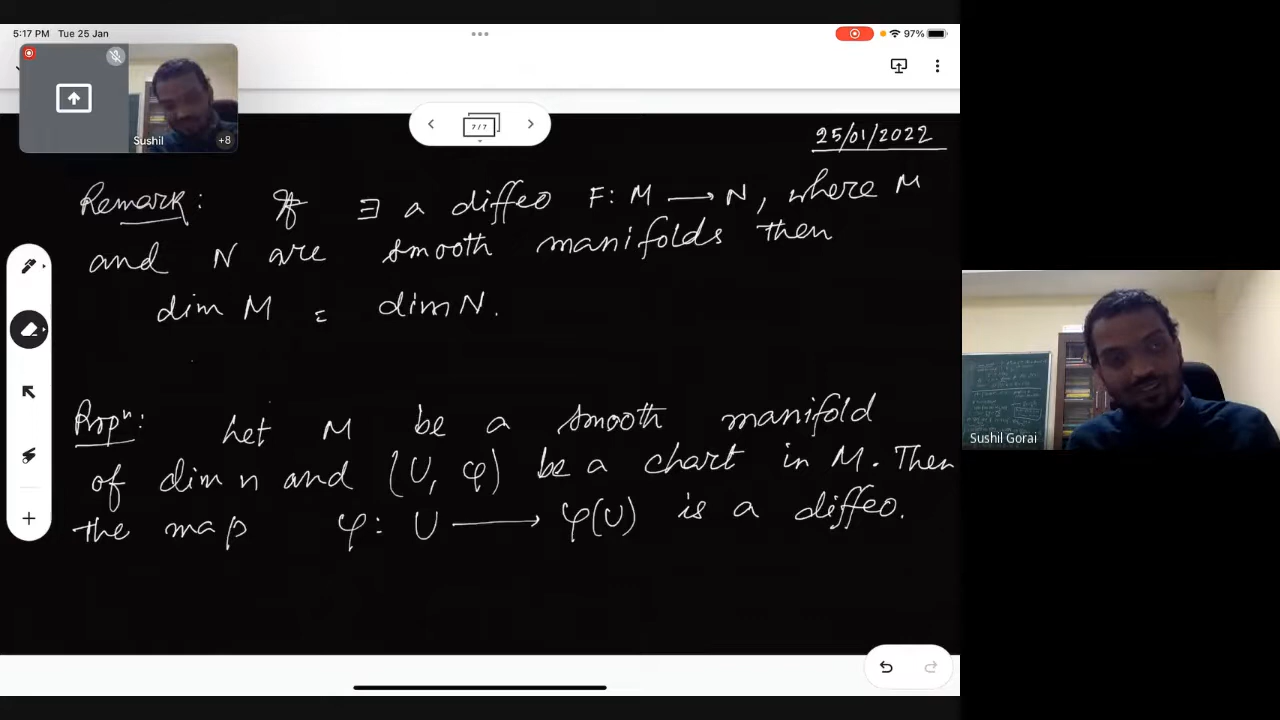 5:17 PM Tue 25 Jan
97%
Sushil
+8
7/7
25/01/2022
Remark: If ∃ a diffeo F: M → N, where M
and N are smooth manifolds then
dim M = dim N.
Propⁿ: Let M be a smooth manifold
of dim n and (U, φ) be a chart in M. Then
the map φ: U → φ(U) is a diffeo.
Sushil Gorai